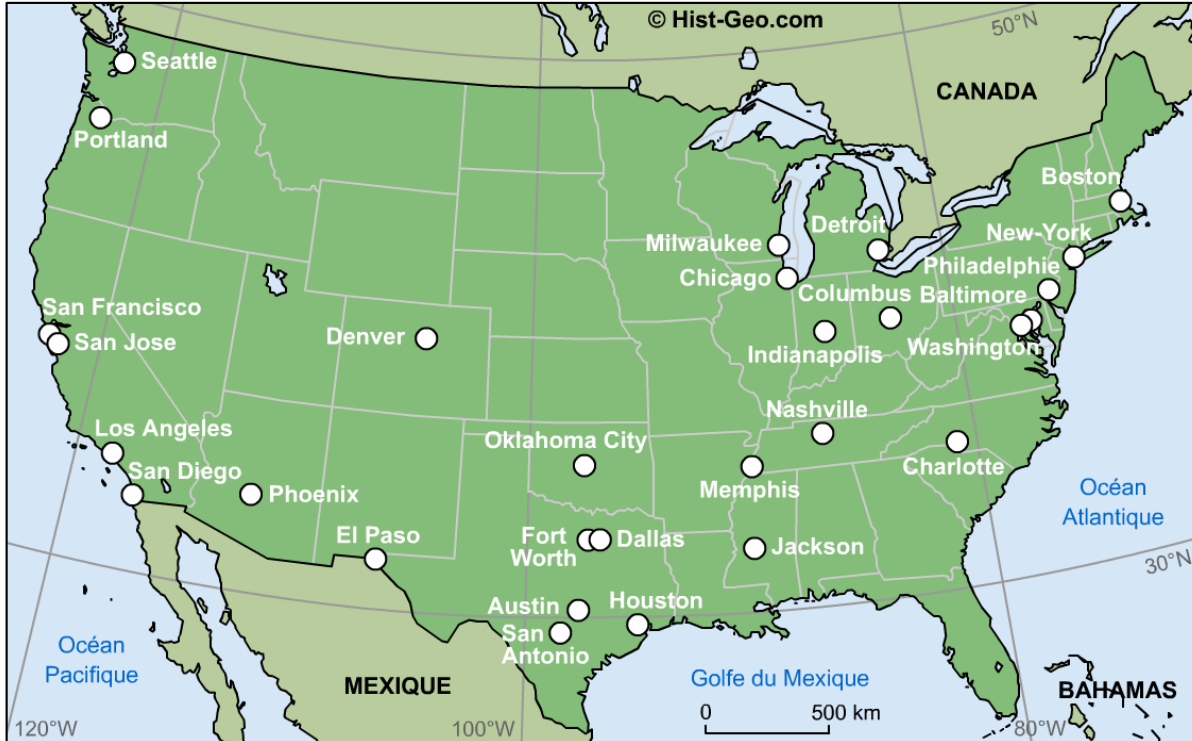 © Hist-Geo.com
50°N
CANADA
Seattle
Portland
Boston
Detroit
New-York
Milwaukee
Philadelphie
Chicago
Columbus
Baltimore
San Francisco
San Jose
Denver
Indianapolis
Washington
Nashville
Los Angeles
Oklahoma City
San Diego
Charlotte
Memphis
Phoenix
Océan
Atlantique
El Paso
Fort
Worth
Dallas
Jackson
30°N
Austin
Houston
San
Antonio
Océan
Pacifique
MEXIQUE
Golfe du Mexique
BAHAMAS
0
500 km
120°W
100°W
80°W